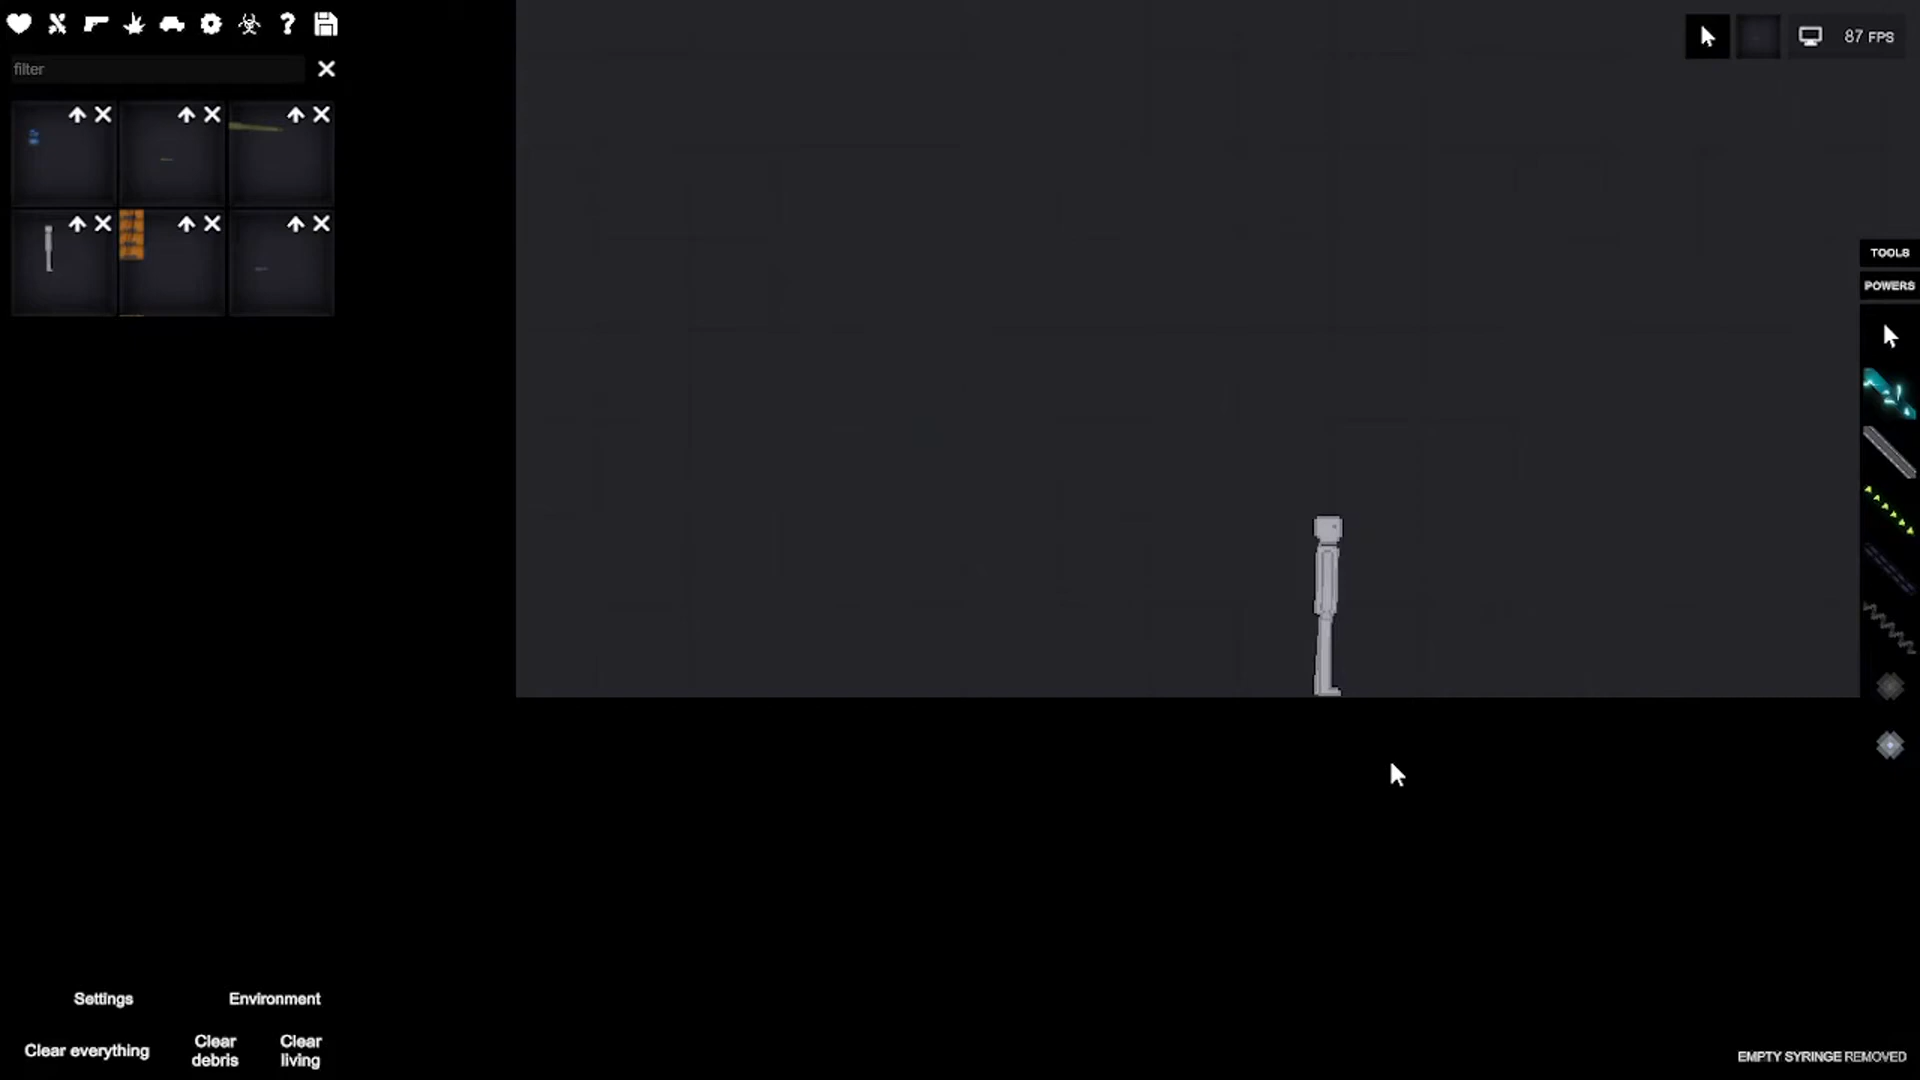 87 FPS
filter
TOOLS
POWERS
Settings
Environment
Clear everything
Clear
debris
Clear
living
EMPTY SYRINGE REMOVED